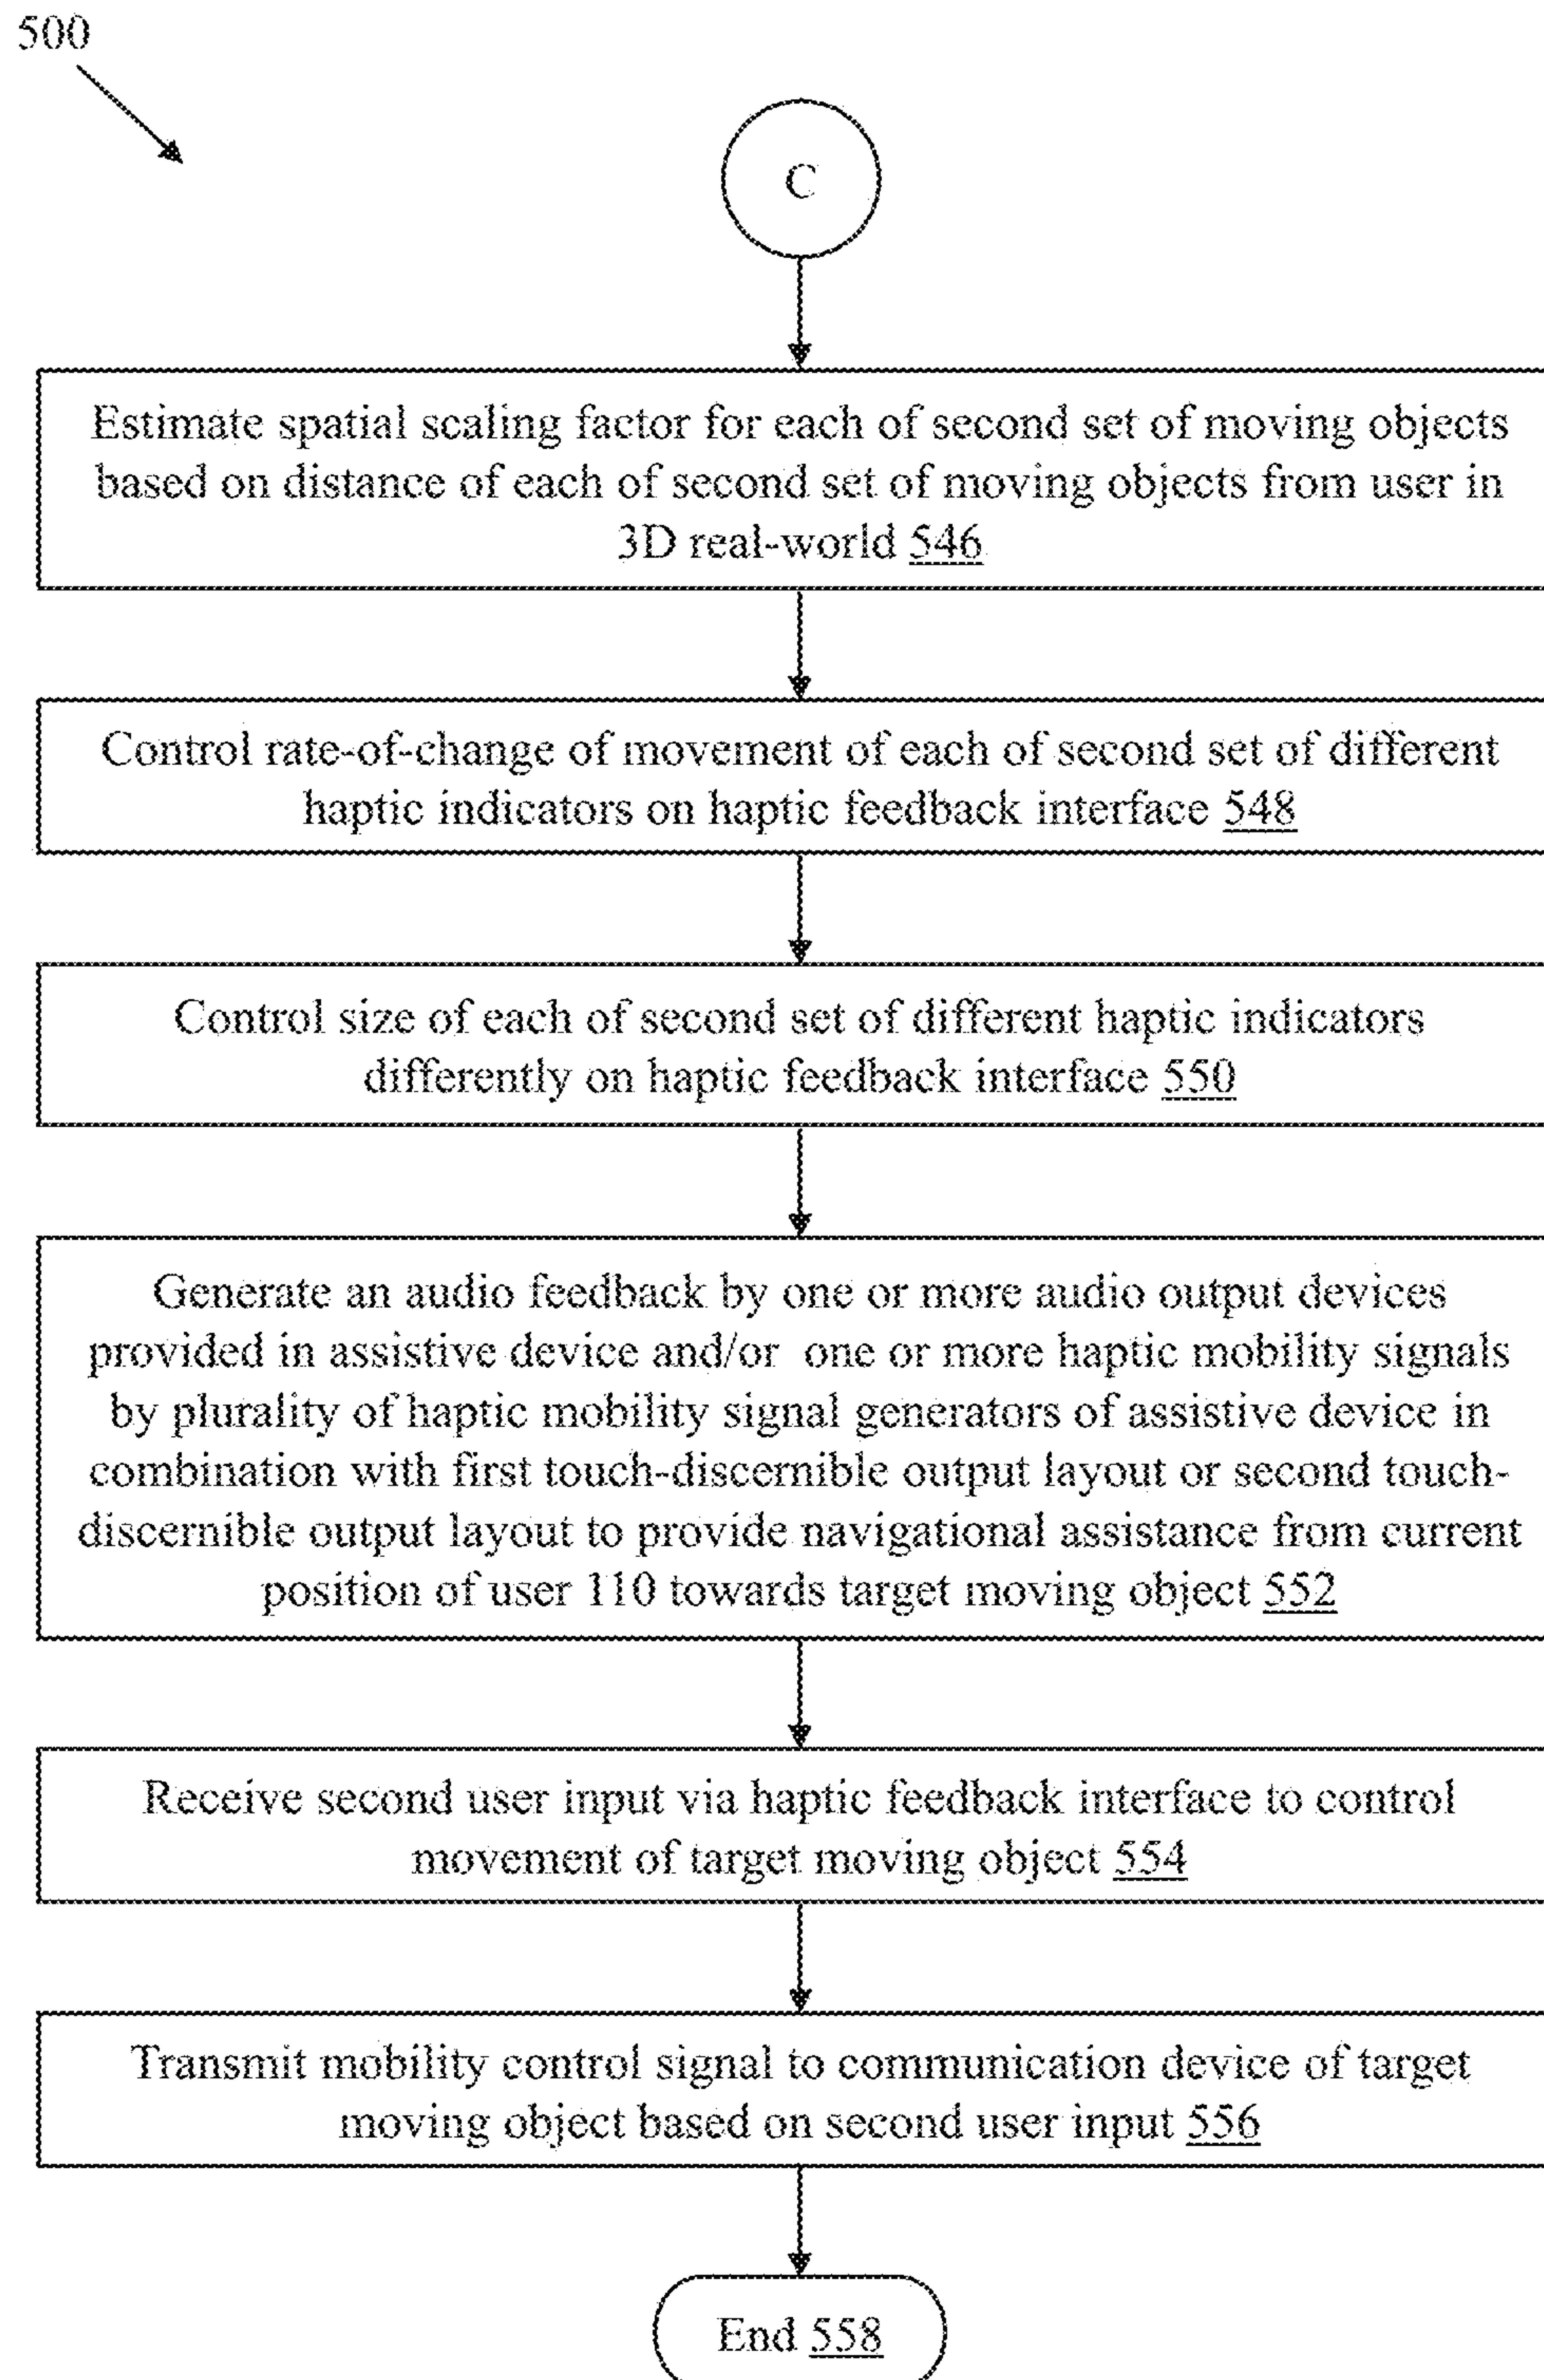 500
C
Estimate spatial scaling factor for each of second set of moving objects
based on distance of each of second set of moving objects from user in
3D real-world 546
Control rate-of-change of movement of each of second set of different
haptic indicators on haptic feedback interface 548
Control size of each of second set of different haptic indicators
differently on haptic feedback interface 550
Generate an audio feedback by one or more audio output devices
provided in assistive device and/or one or more haptic mobility signals
by plurality of haptic mobility signal generators of assistive device in
combination with first touch-discernible output layout or second touch-
discernible output layout to provide navigational assistance from current
position of user 110 towards target moving object 552
Receive second user input via haptic feedback interface to control
movement of target moving object 554
Transmit mobility control signal to communication device of target
moving object based on second user input 556
End 558